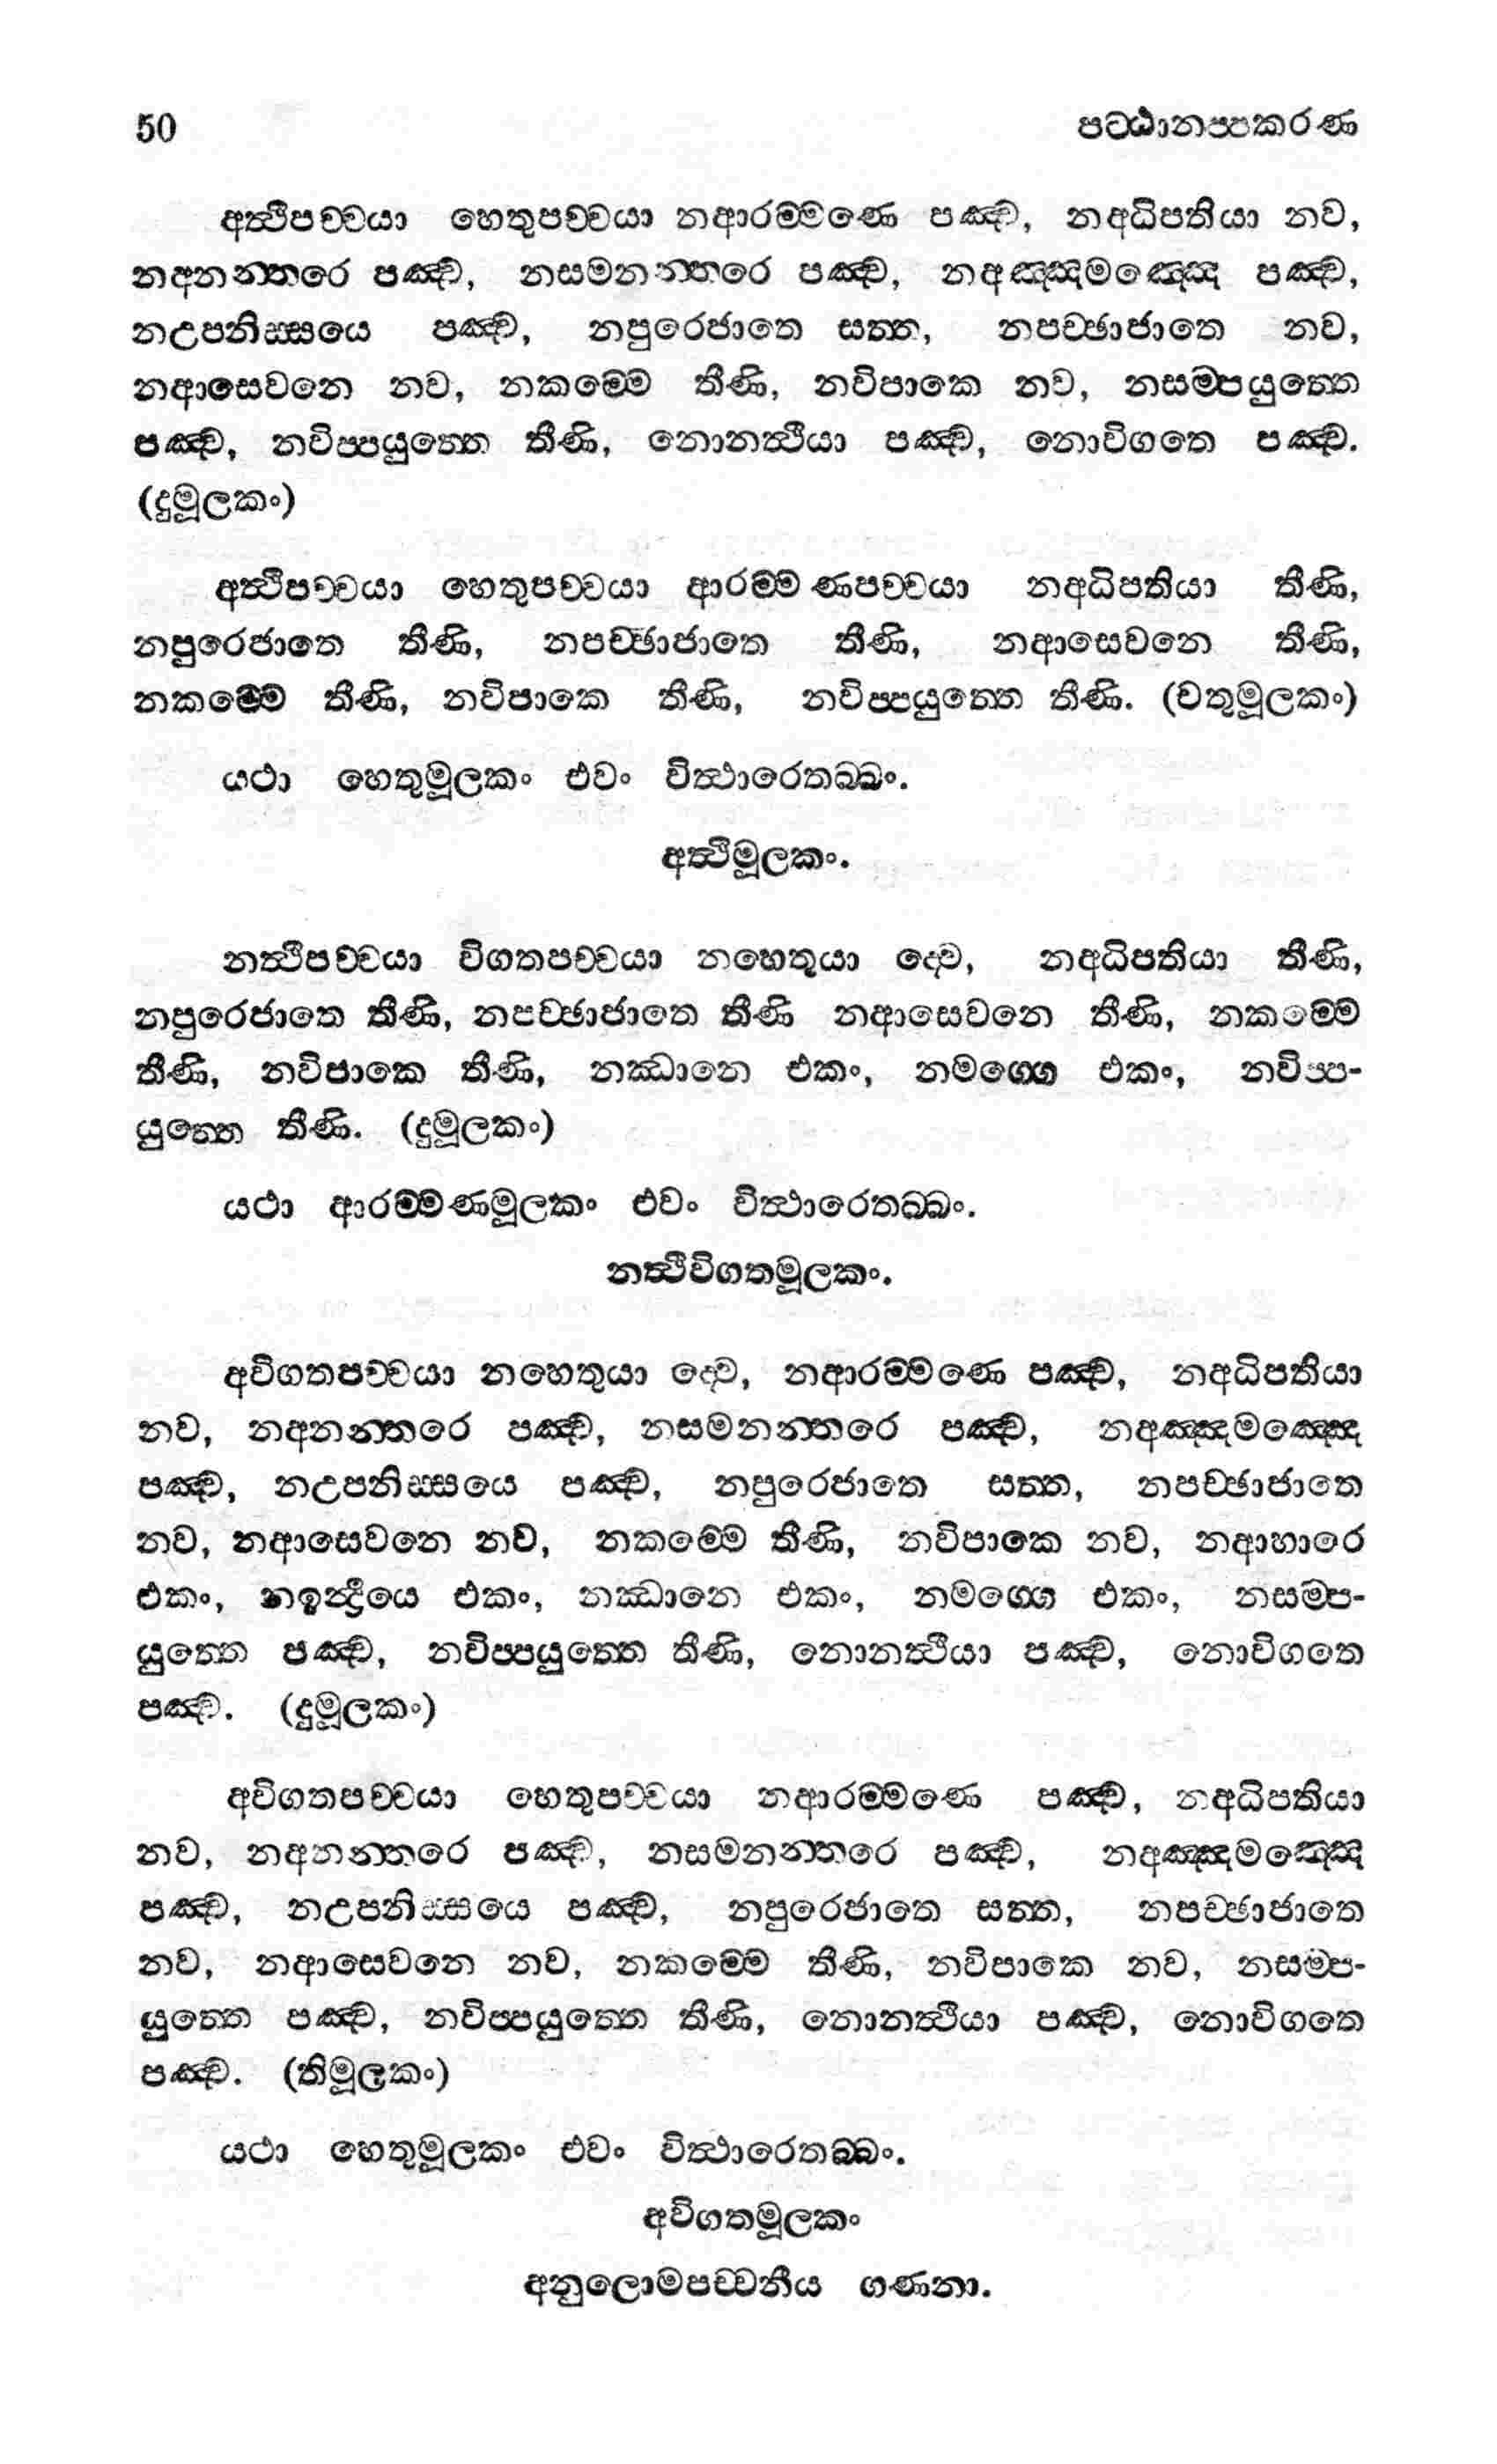 50 පට්ඨානප්පකරණ
අත්ථිපච්චයා හෙතුපච්චයා නආරම්මණෙ පඤ්ච, නඅධිපතියා නව,
නඅනන්තරෙ පඤ්ච, නසමනන්තරෙ පඤ්ච, නඅඤ්ඤමඤ්ඤෙ පඤ්ච,
නඋපනිස්සයෙ පඤ්ච, නපුරෙජාතෙ සත්ත, නපච්ඡාජාතෙ නව,
නආසෙවනෙ නව, නකම්මෙ තීණි, නවිපාකෙ නව, නසම්පයුත්තෙ
පඤ්ච, නවිප්පයුත්තෙ තීණි, නොනත්ථියා පඤ්ච, නොවිගතෙ පඤ්ච.
(දුමූලකං)
අත්ථිපච්චයා හෙතුපච්චයා ආරම්මණපච්චයා නඅධිපතියා තීණි,
නපුරෙජාතෙ තීණි, නපච්ඡාජාතෙ තීණි, නආසෙවනෙ තීණි,
නකම්මෙ තීණි, නවිපාකෙ තීණි, නවිප්පයුත්තෙ තීණි. (චතුමූලකං)
යථා හෙතුමූලකං එවං විත්ථාරෙතබ්බං.
අත්ථිමූලකං.
නත්ථිපච්චයා විගතපච්චයා නහෙතුයා ද්වෙ, නඅධිපතියා තීණි,
නපුරෙජාතෙ තීණි, නපච්ඡාජාතෙ තීණි නආසෙවනෙ තීණි, නකම්මෙ
තීණි, නවිපාකෙ තීණි, නඣානෙ එකං, නමග්ගෙ එකං, නවිප්ප-
යුත්තෙ තීණි. (දුමූලකං)
යථා ආරම්මණමූලකං එවං විත්ථාරෙතබ්බං.
නත්ථිවිගතමූලකං.
අවිගතපච්චයා නහෙතුයා ද්වෙ, නආරම්මණෙ පඤ්ච, නඅධිපතියා
නව, නඅනන්තරෙ පඤ්ච, නසමනන්තරෙ පඤ්ච, නඅඤ්ඤමඤ්ඤෙ
පඤ්ච, නඋපනිස්සයෙ පඤ්ච, නපුරෙජාතෙ සත්ත, නපච්ඡාජාතෙ
නව, නආසෙවනෙ නව, නකම්මෙ තීණි, නවිපාකෙ නව, නආහාරෙ
එකං, නඉන්ද්‍රියෙ එකං, නඣානෙ එකං, නමග්ගෙ එකං, නසම්ප-
යුත්තෙ පඤ්ච, නවිප්පයුත්තෙ තීණි, නොනත්ථියා පඤ්ච, නොවිගතෙ
පඤ්ච. (දුමූලකං)
අවිගතපච්චයා හෙතුපච්චයා නආරම්මණෙ පඤ්ච, නඅධිපතියා
නව, නඅනන්තරෙ පඤ්ච, නසමනන්තරෙ පඤ්ච, නඅඤ්ඤමඤ්ඤෙ
පඤ්ච, නඋපනිස්සයෙ පඤ්ච, නපුරෙජාතෙ සත්ත, නපච්ඡාජාතෙ
නව, නආසෙවනෙ නව, නකම්මෙ තීණි, නවිපාකෙ නව, නසම්ප-
යුත්තෙ පඤ්ච, නවිප්පයුත්තෙ තීණි, නොනත්ථියා පඤ්ච, නොවිගතෙ
පඤ්ච. (තිමූලකං)
යථා හෙතුමූලකං එවං විත්ථාරෙතබ්බං.
අවිගතමූලකං
අනුලොමපච්චනීය ගණනා.